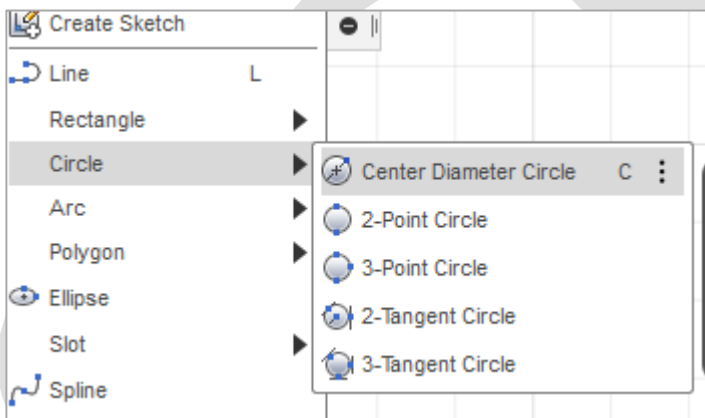 Create Sketch
Line L
Rectangle
Circle
Arc
Polygon
Ellipse
Slot
Spline
Center Diameter Circle C
2-Point Circle
3-Point Circle
2-Tangent Circle
3-Tangent Circle